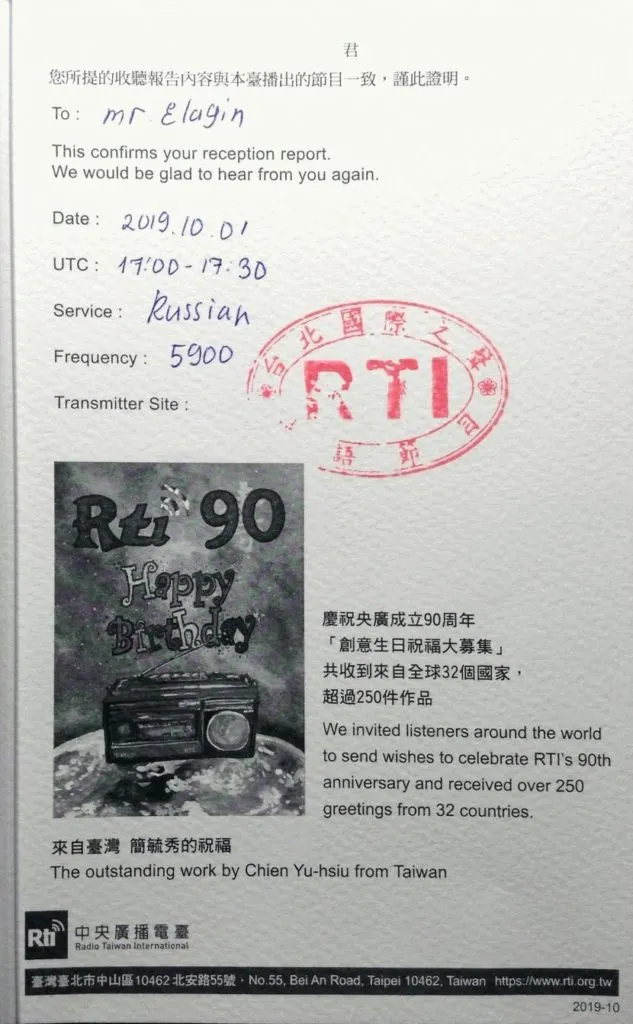 君
您所提的收聽報告內容與本臺播出的節目一致，謹此證明。
To : mr Elagin
This confirms your reception report.
We would be glad to hear from you again.
Date : 2019.10.01
UTC : 17:00-17:30
Service : Russian
Frequency : 5900
台北國際之聲
RTI
語節目
Transmitter Site :
Rti 90
Happy
Birthday
慶祝央廣成立90周年
「創意生日祝福大募集」
共收到來自全球32個國家，
超過250件作品
We invited listeners around the world
to send wishes to celebrate RTI's 90th
anniversary and received over 250
greetings from 32 countries.
來自臺灣 簡毓秀的祝福
The outstanding work by Chien Yu-hsiu from Taiwan
Rti 中央廣播電臺
Radio Taiwan International
臺灣臺北市中山區10462北安路55號．No.55, Bei An Road, Taipei 10462, Taiwan https://www.rti.org.tw
2019-10